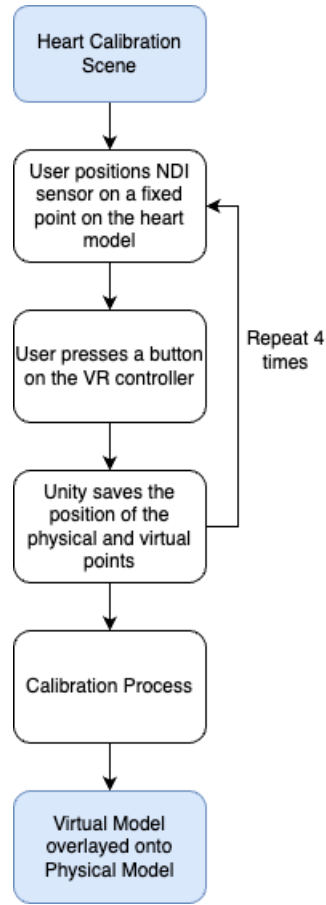 Heart Calibration
Scene
User positions NDI
sensor on a fixed
point on the heart
model
User presses a button
on the VR controller
Repeat 4
times
Unity saves the
position of the
physical and virtual
points
Calibration Process
Virtual Model
overlayed onto
Physical Model